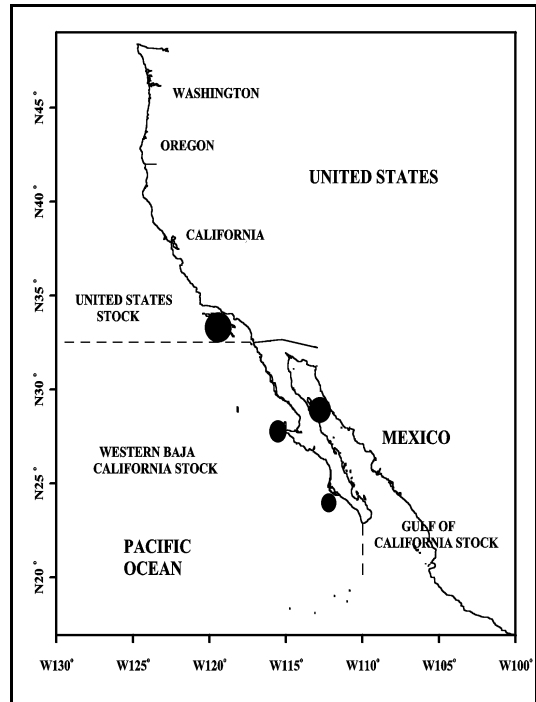 WASHINGTON
OREGON
UNITED STATES
CALIFORNIA
UNITED STATES
STOCK
MEXICO
WESTERN BAJA
CALIFORNIA STOCK
GULF OF
CALIFORNIA STOCK
PACIFIC
OCEAN
N45°
N40°
N35°
N30°
N25°
N20°
W130°
W125°
W120°
W115°
W110°
W105°
W100°